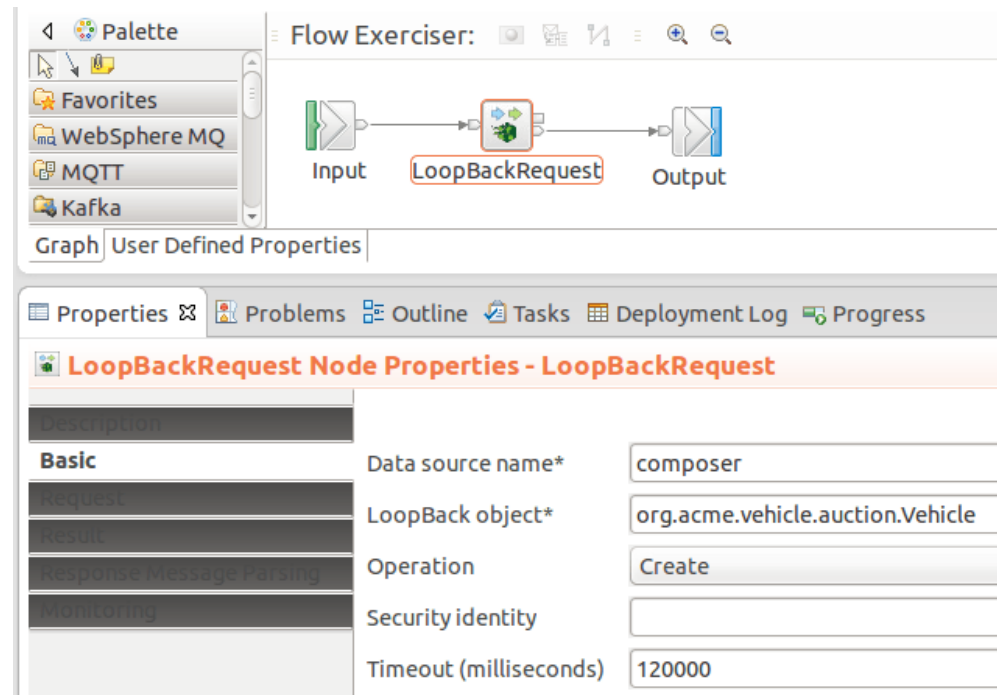 Palette
Flow Exerciser:
Favorites
WebSphere MQ
MQTT
Kafka
Input
LoopBackRequest
Output
Graph User Defined Properties
Properties Problems Outline Tasks Deployment Log Progress
LoopBackRequest Node Properties - LoopBackRequest
Description
Basic
Request
Result
Response Message Parsing
Monitoring
Data source name* composer
LoopBack object* org.acme.vehicle.auction.Vehicle
Operation Create
Security identity
Timeout (milliseconds) 120000